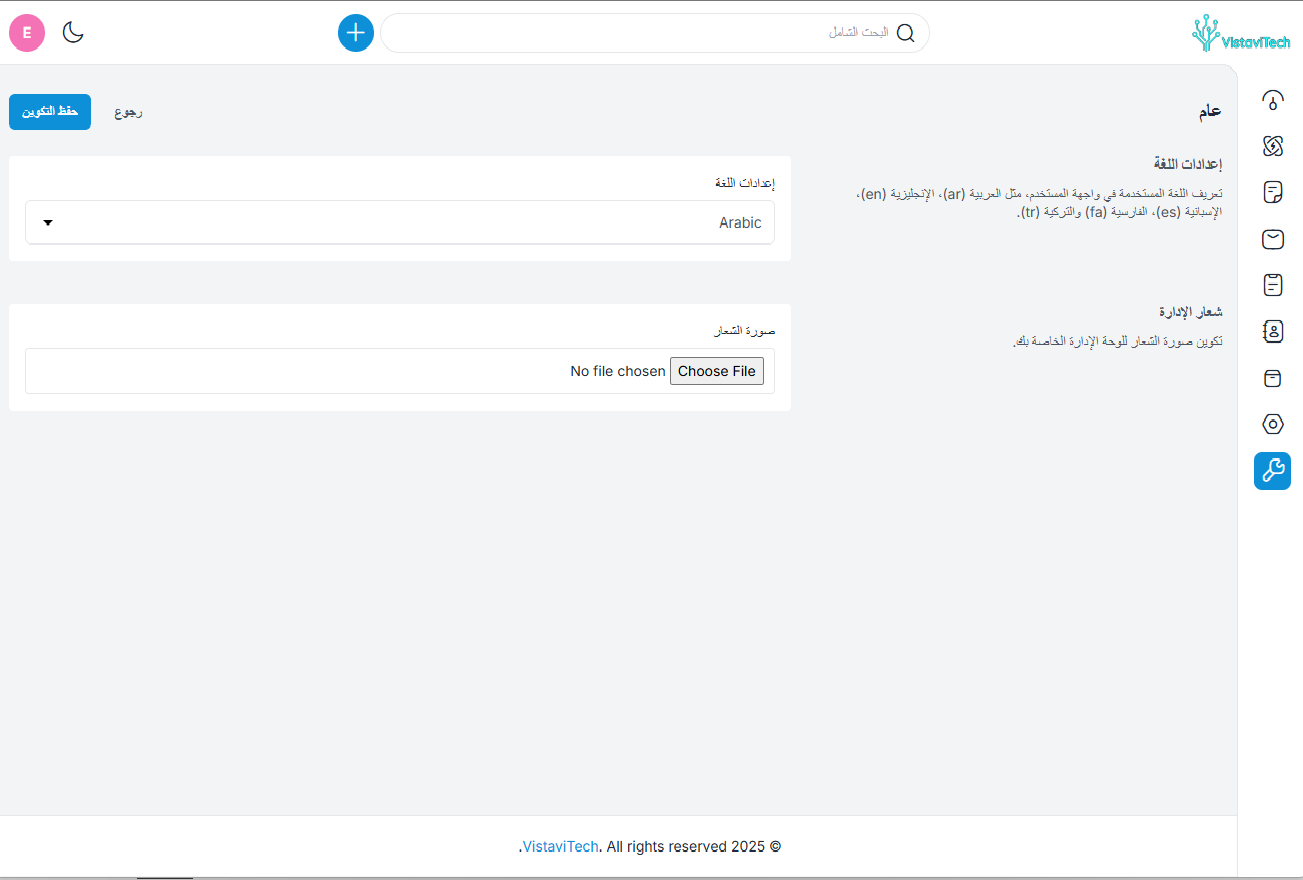 VistaviTech
البحث الشامل
E
عام
رجوع
حفظ التكوين
إعدادات اللغة
تعريف اللغة المستخدمة في واجهة المستخدم، مثل العربية (ar)، الإنجليزية (en)،
الإسبانية (es)، الفارسية (fa) والتركية (tr).
إعدادات اللغة
Arabic
شعار الإدارة
تكوين صورة الشعار للوحة الإدارة الخاصة بك.
صورة الشعار
Choose File No file chosen
© 2025 VistaviTech. All rights reserved.